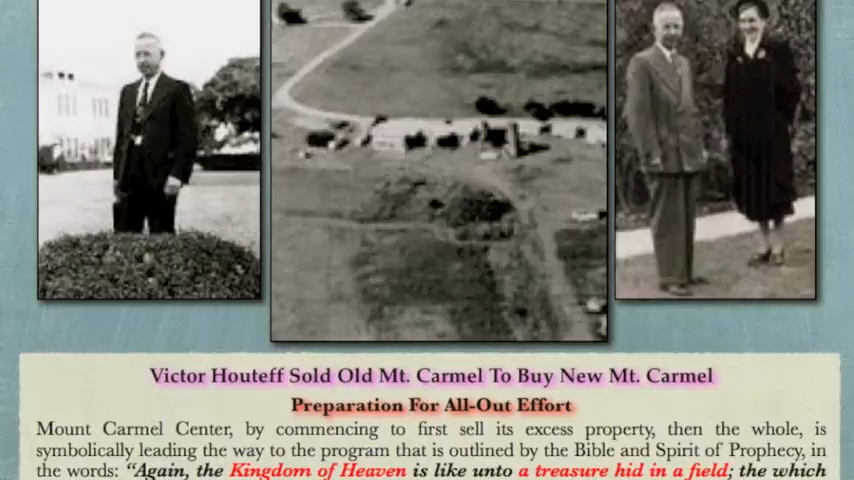 Victor Houteff Sold Old Mt. Carmel To Buy New Mt. Carmel
Preparation For All-Out Effort
Mount Carmel Center, by commencing to first sell its excess property, then the whole, is
symbolically leading the way to the program that is outlined by the Bible and Spirit of Prophecy, in
the words: “Again, the Kingdom of Heaven is like unto a treasure hid in a field; the which